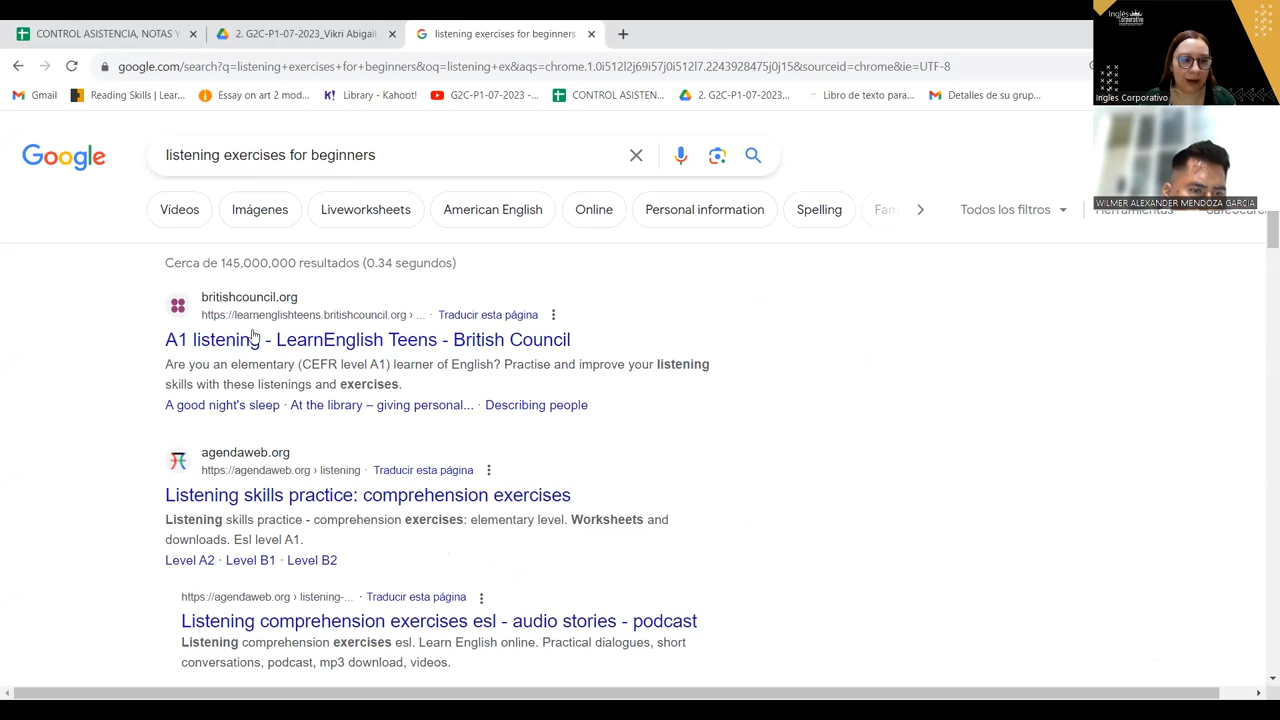 CONTROL ASISTENCIA, NOTAS Y
2. G2C-P1-07-2023_Vikri Abigail
listening exercises for beginners
google.com/search?q=listening+exercises+for+beginners&oq=listening+exe&aqs=chrome.1.0i512l2j69i57j0i512l7.2243928475j0j15&sourceid=chrome&ie=UTF-8
Gmail
Reading Skills | Lear...
Essay on art 2 mod...
Library - Kano...
G2C-P1-07-2023 -...
CONTROL ASISTEN...
2. G2C-P1-07-2023...
Libro de texto para...
Detalles de su grup...
Inglés
Corporativo
Ingles Corporativo
WILMER ALEXANDER MENDOZA GARCIA
Google
listening exercises for beginners
Vídeos
Imágenes
Liveworksheets
American English
Online
Personal information
Spelling
Fam
Todos los filtros
Herramientas
SafeSearch
Cerca de 145,000,000 resultados (0.34 segundos)
britishcouncil.org
https://learnenglishteens.britishcouncil.org › ... Traducir esta página
A1 listening - LearnEnglish Teens - British Council
Are you an elementary (CEFR level A1) learner of English? Practise and improve your listening
skills with these listenings and exercises.
A good night's sleep · At the library – giving personal... · Describing people
agendaweb.org
https://agendaweb.org › listening · Traducir esta página
Listening skills practice: comprehension exercises
Listening skills practice - comprehension exercises: elementary level. Worksheets and
downloads. Esl level A1.
Level A2 · Level B1 · Level B2
https://agendaweb.org › listening-... · Traducir esta página
Listening comprehension exercises esl - audio stories - podcast
Listening comprehension exercises esl. Learn English online. Practical dialogues, short
conversations, podcast, mp3 download, videos.